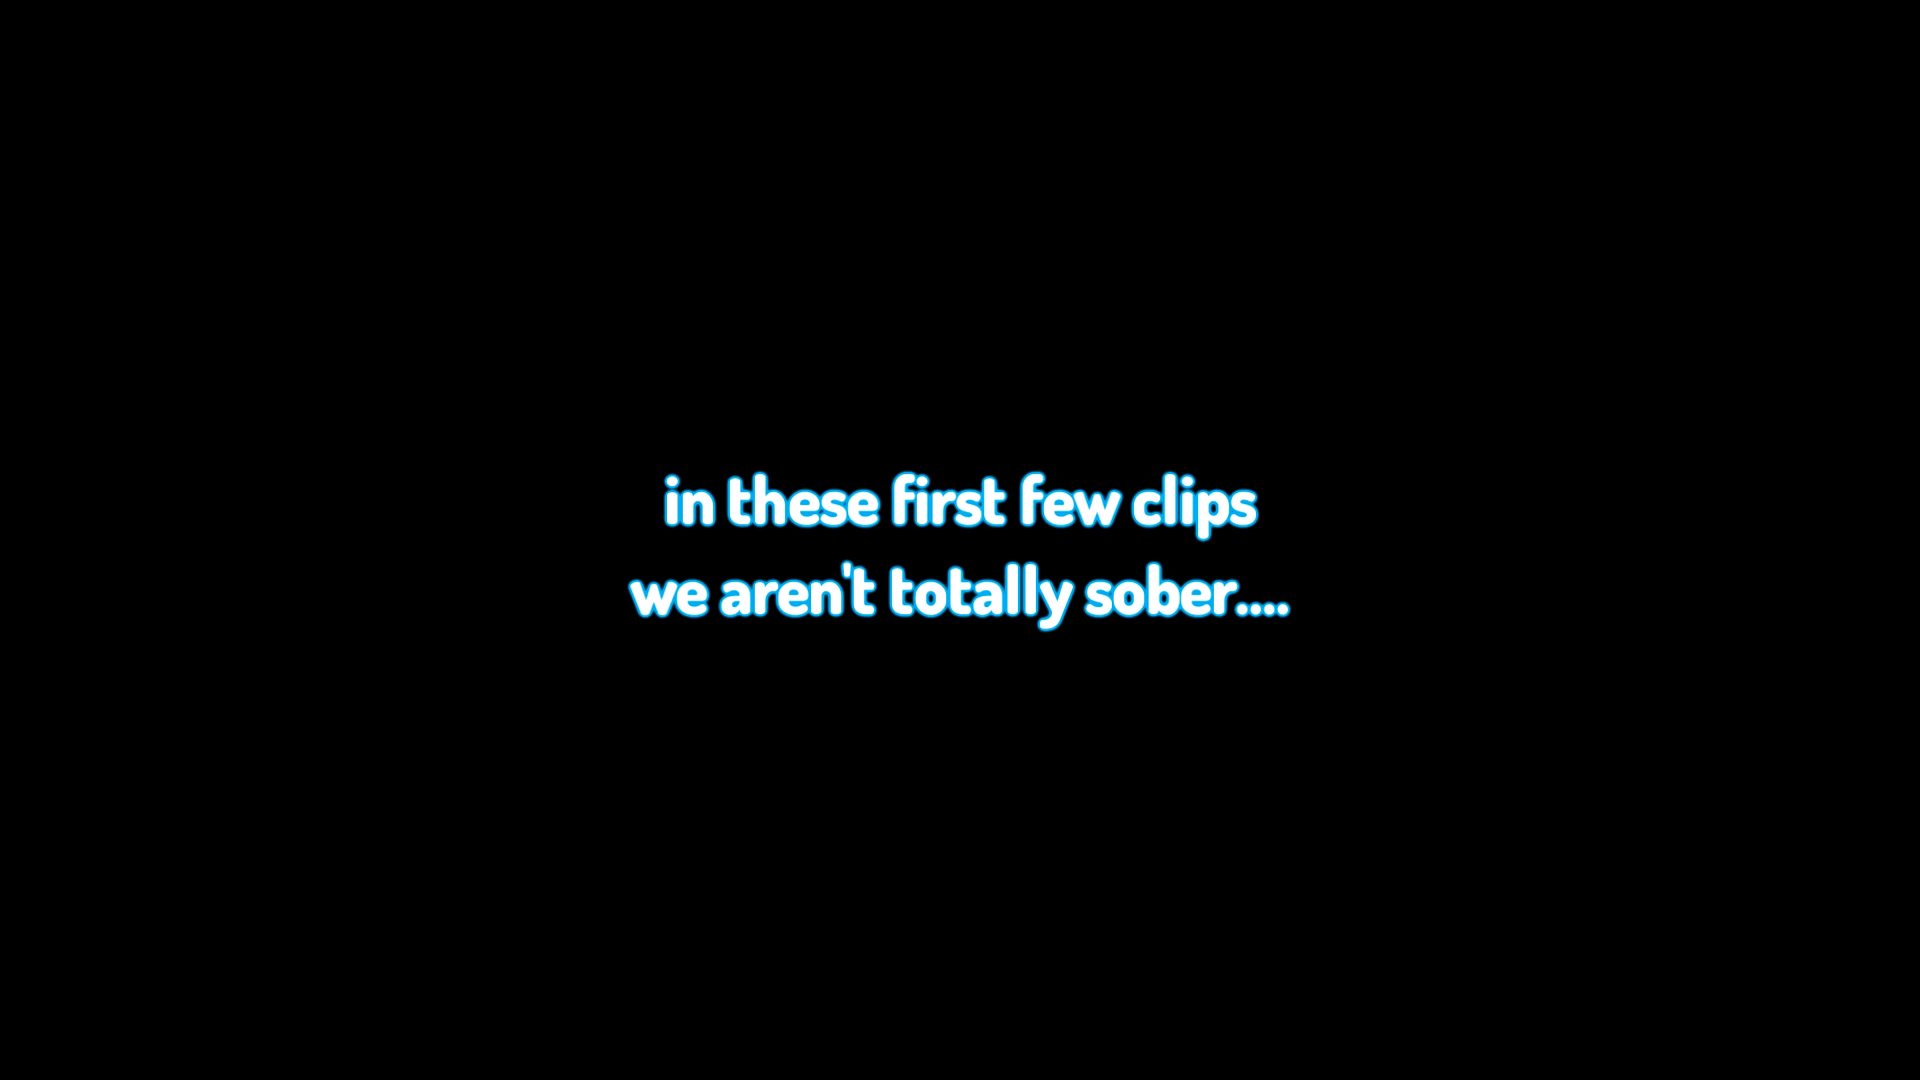 in these first few clips
we aren't totally sober....